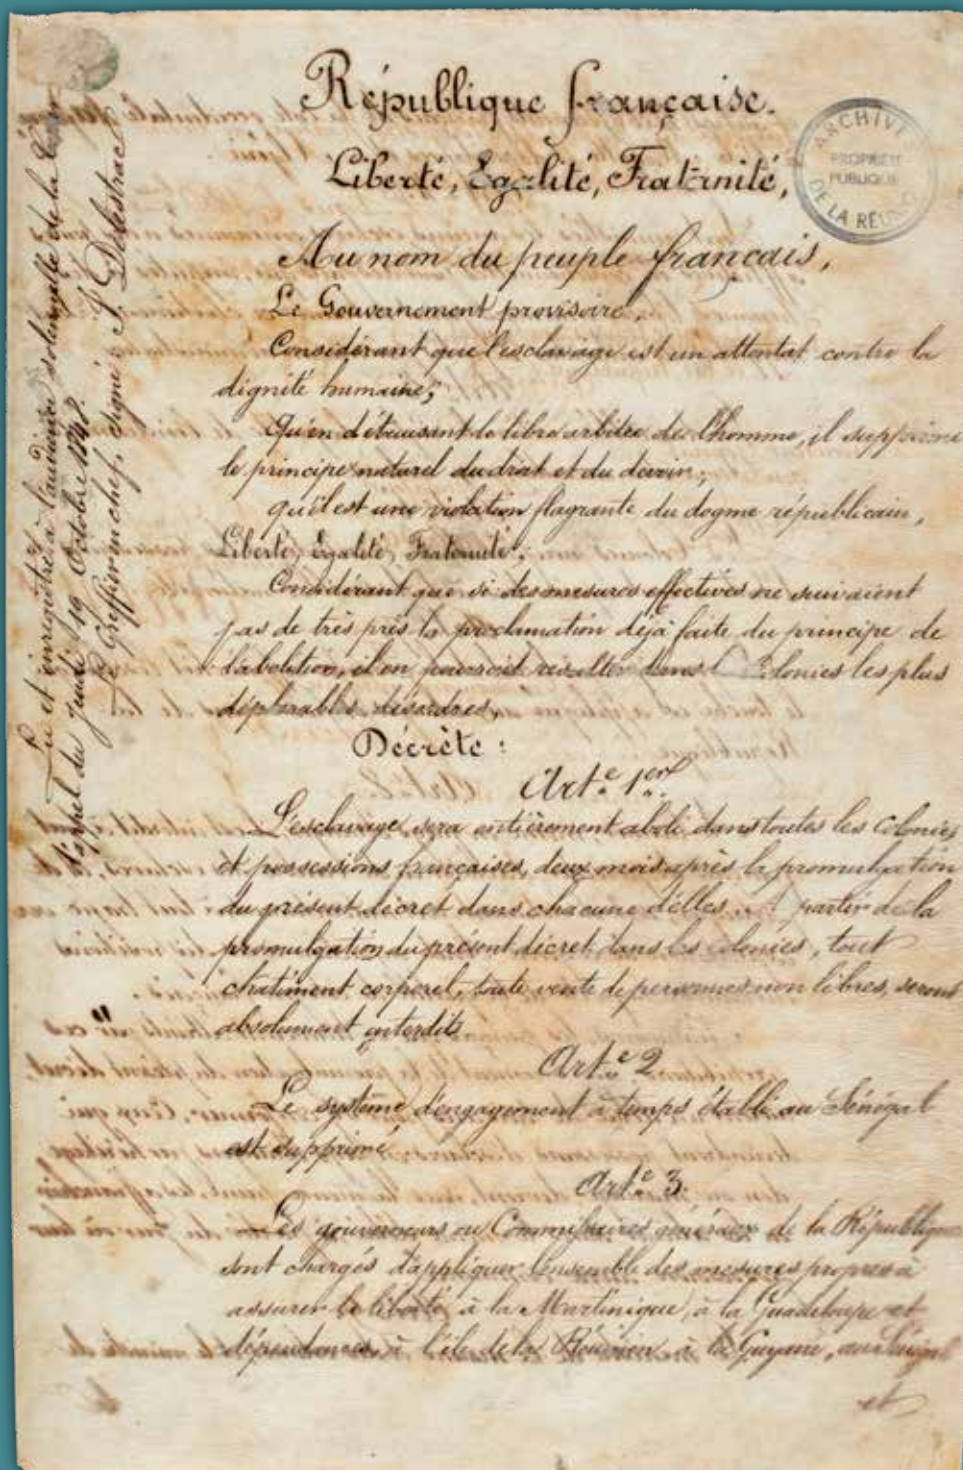 République française.
Liberté, Egalité, Fraternité,
Au nom du peuple français,
Le Gouvernement provisoire,
Considérant que l'esclavage est un attentat contre la
dignité humaine;
Qu'en détruisant le libre arbitre de l'homme, il supprime
le principe naturel du droit et du devoir;
qu'il est une violation flagrante du dogme républicain,
Liberté, Egalité, Fraternité;
Considérant que si des mesures effectives ne suivaient
pas de très près la proclamation déjà faite du principe de
l'abolition, il en pourrait résulter dans les Colonies les plus
déplorables désordres,
Décrète:
Art.e 1er.
L'esclavage sera entièrement aboli dans toutes les colonies
et possessions françaises, deux mois après la promulgation
du présent décret dans chacune d'elles. A partir de la
promulgation du présent décret dans les colonies, tout
chatiment corporel, toute vente de personnes non libres, seront
absolument interdits.
Art.e 2
Le système d'engagement à temps établi au Sénégal
est supprimé
Art.e 3.
Les gouverneurs ou Commissaires généraux de la République
sont chargés d'appliquer l'ensemble des mesures propres à
assurer la liberté à la Martinique, à la Guadeloupe et
dépendances, à l'île de la Réunion, à la Guyane, au Sénégal
et
Lu et enregistré à l'audience solennelle de la Cour
d'appel du jeudi 19 Octobre 1848.
Le Greffier en chef, signé: J. Delestrac
ARCHIVES
PROPRIÉTÉ
PUBLIQUE
DE LA RÉUNION